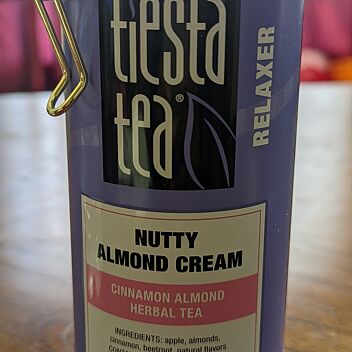 tiesta
tea®
RELAXER
NUTTY
ALMOND CREAM
CINNAMON ALMOND
HERBAL TEA
INGREDIENTS: apple, almonds,
cinnamon, beetroot, natural flavors